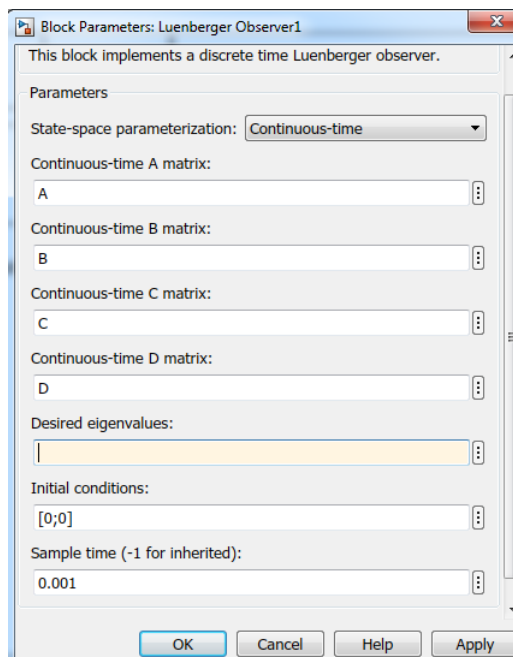 Block Parameters: Luenberger Observer1
This block implements a discrete time Luenberger observer.
Parameters
State-space parameterization: Continuous-time
Continuous-time A matrix:
A
Continuous-time B matrix:
B
Continuous-time C matrix:
C
Continuous-time D matrix:
D
Desired eigenvalues:
Initial conditions:
[0;0]
Sample time (-1 for inherited):
0.001
OK Cancel Help Apply